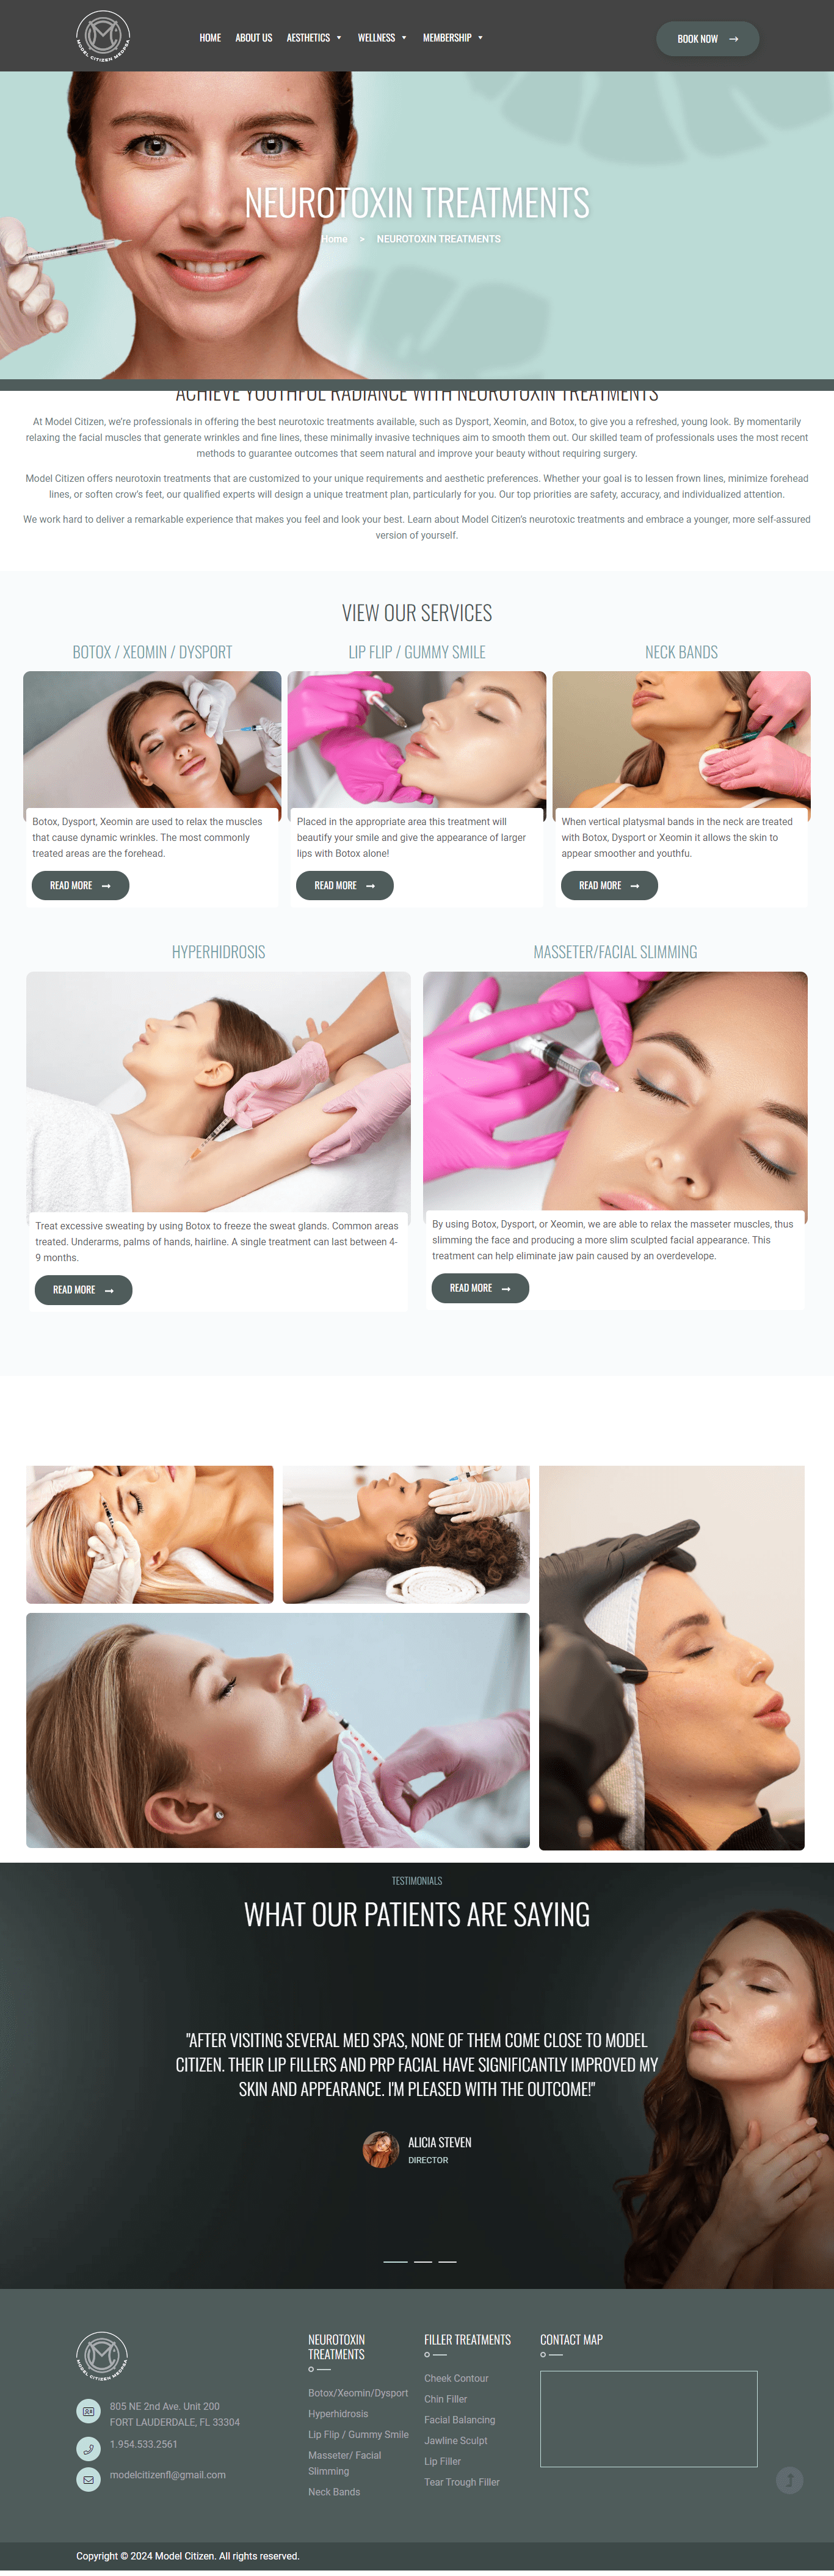 MODEL CITIZEN MEDSPA
HOME ABOUT US AESTHETICS WELLNESS MEMBERSHIP
BOOK NOW
NEUROTOXIN TREATMENTS
Home > NEUROTOXIN TREATMENTS
ACHIEVE YOUTHFUL RADIANCE WITH NEUROTOXIN TREATMENTS
At Model Citizen, we’re professionals in offering the best neurotoxic treatments available, such as Dysport, Xeomin, and Botox, to give you a refreshed, young look. By momentarily
relaxing the facial muscles that generate wrinkles and fine lines, these minimally invasive techniques aim to smooth them out. Our skilled team of professionals uses the most recent
methods to guarantee outcomes that seem natural and improve your beauty without requiring surgery.
Model Citizen offers neurotoxin treatments that are customized to your unique requirements and aesthetic preferences. Whether your goal is to lessen frown lines, minimize forehead
lines, or soften crow’s feet, our qualified experts will design a unique treatment plan, particularly for you. Our top priorities are safety, accuracy, and individualized attention.
We work hard to deliver a remarkable experience that makes you feel and look your best. Learn about Model Citizen’s neurotoxic treatments and embrace a younger, more self-assured
version of yourself.
VIEW OUR SERVICES
BOTOX / XEOMIN / DYSPORT
Botox, Dysport, Xeomin are used to relax the muscles
that cause dynamic wrinkles. The most commonly
treated areas are the forehead.
READ MORE
LIP FLIP / GUMMY SMILE
Placed in the appropriate area this treatment will
beautify your smile and give the appearance of larger
lips with Botox alone!
READ MORE
NECK BANDS
When vertical platysmal bands in the neck are treated
with Botox, Dysport or Xeomin it allows the skin to
appear smoother and youthfu.
READ MORE
HYPERHIDROSIS
Treat excessive sweating by using Botox to freeze the sweat glands. Common areas
treated. Underarms, palms of hands, hairline. A single treatment can last between 4-
9 months.
READ MORE
MASSETER/FACIAL SLIMMING
By using Botox, Dysport, or Xeomin, we are able to relax the masseter muscles, thus
slimming the face and producing a more slim sculpted facial appearance. This
treatment can help eliminate jaw pain caused by an overdevelope.
READ MORE
TESTIMONIALS
WHAT OUR PATIENTS ARE SAYING
"AFTER VISITING SEVERAL MED SPAS, NONE OF THEM COME CLOSE TO MODEL
CITIZEN. THEIR LIP FILLERS AND PRP FACIAL HAVE SIGNIFICANTLY IMPROVED MY
SKIN AND APPEARANCE. I'M PLEASED WITH THE OUTCOME!"
ALICIA STEVEN
DIRECTOR
MODEL CITIZEN MEDSPA
805 NE 2nd Ave. Unit 200
FORT LAUDERDALE, FL 33304
1.954.533.2561
modelcitizenfl@gmail.com
NEUROTOXIN
TREATMENTS
Botox/Xeomin/Dysport
Hyperhidrosis
Lip Flip / Gummy Smile
Masseter/ Facial
Slimming
Neck Bands
FILLER TREATMENTS
Cheek Contour
Chin Filler
Facial Balancing
Jawline Sculpt
Lip Filler
Tear Trough Filler
CONTACT MAP
Copyright © 2024 Model Citizen. All rights reserved.